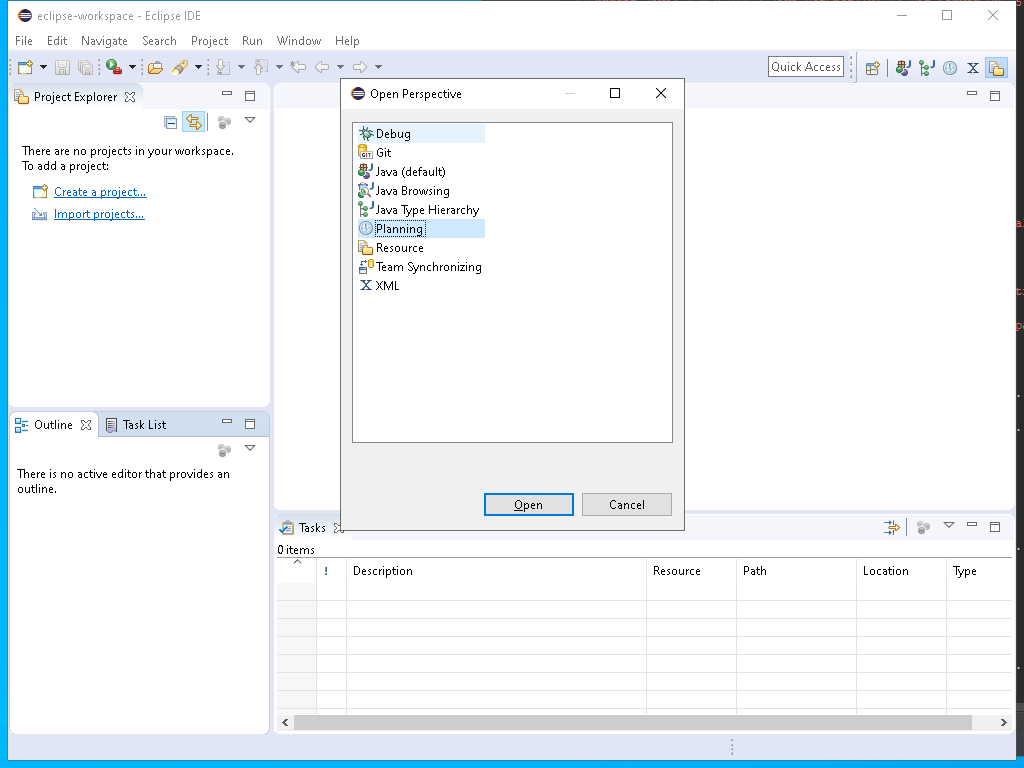 eclipse-workspace - Eclipse IDE
File Edit Navigate Search Project Run Window Help
Quick Access
Project Explorer
There are no projects in your workspace.
To add a project:
Create a project...
Import projects...
Outline
Task List
There is no active editor that provides an
outline.
Open Perspective
Debug
GIT
Git
Java (default)
Java Browsing
Java Type Hierarchy
Planning
Resource
Team Synchronizing
X XML
Open
Cancel
Tasks
0 items
! Description Resource Path Location Type